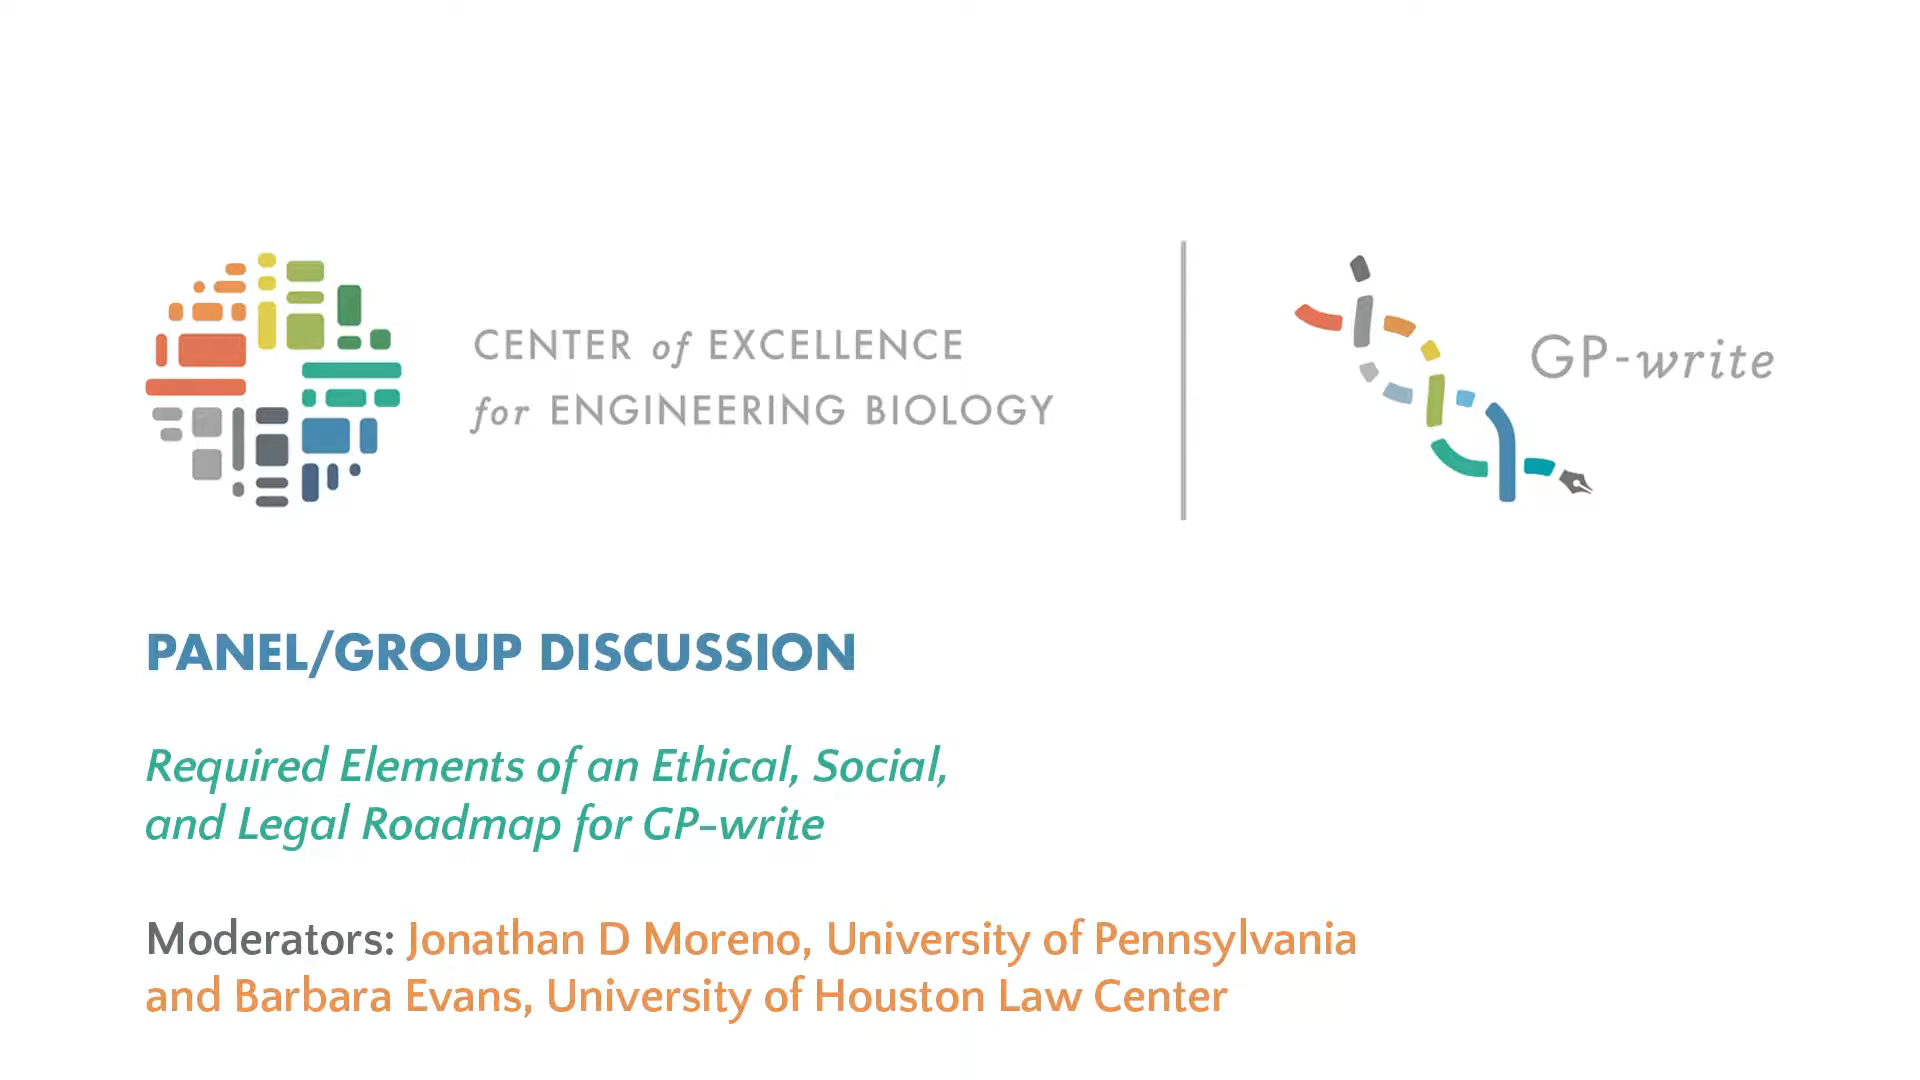 CENTER of EXCELLENCE
for ENGINEERING BIOLOGY
GP-write
PANEL/GROUP DISCUSSION
Required Elements of an Ethical, Social,
and Legal Roadmap for GP-write
Moderators: Jonathan D Moreno, University of Pennsylvania
and Barbara Evans, University of Houston Law Center